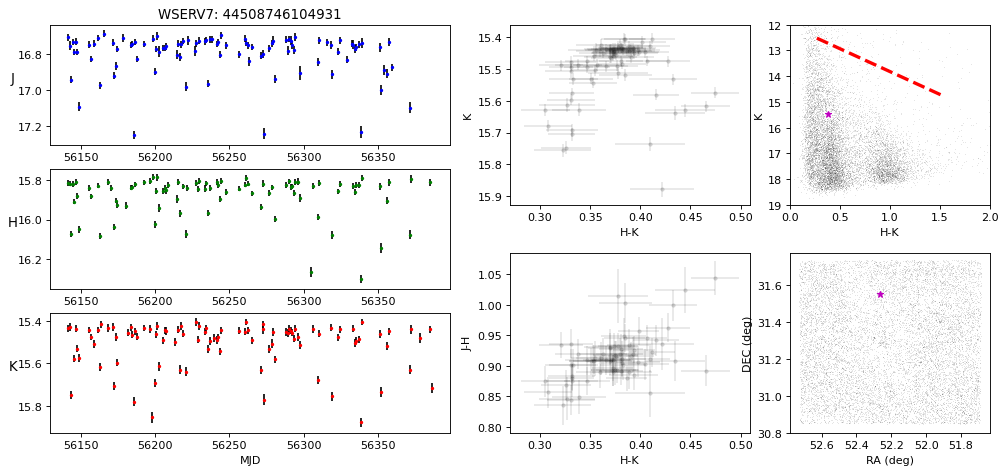 WSERV7: 44508746104931
J
16.8
17.0
17.2
56150 56200 56250 56300 56350
H
15.8
16.0
16.2
56150 56200 56250 56300 56350
K
15.4
15.6
15.8
56150 56200 56250 56300 56350
MJD
K
15.4
15.5
15.6
15.7
15.8
15.9
0.30 0.35 0.40 0.45 0.50
H-K
K
12
13
14
15
16
17
18
19
0.0 0.5 1.0 1.5 2.0
H-K
J-H
1.05
1.00
0.95
0.90
0.85
0.80
0.30 0.35 0.40 0.45 0.50
H-K
DEC (deg)
31.6
31.4
31.2
31.0
30.8
52.6 52.4 52.2 52.0 51.8
RA (deg)